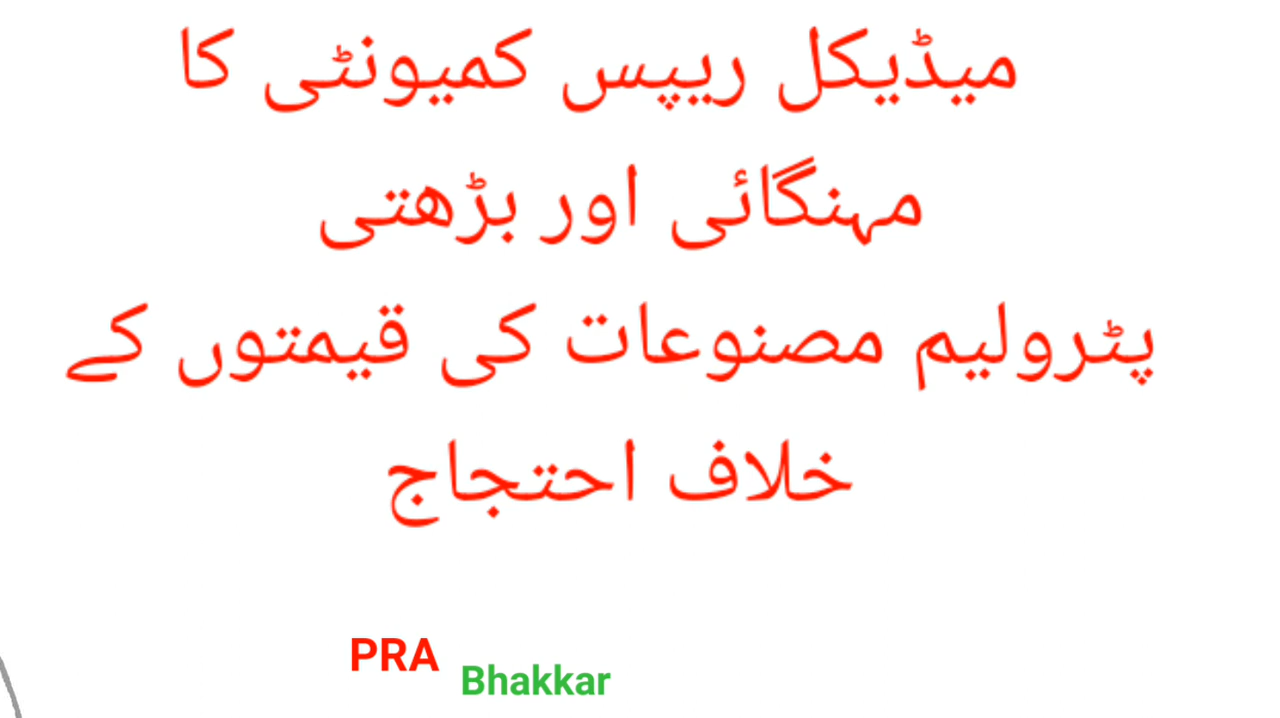 میڈیکل ریپس کمیونٹی کا
مہنگائی اور بڑھتی
پٹرولیم مصنوعات کی قیمتوں کے
خلاف احتجاج
PRA
Bhakkar